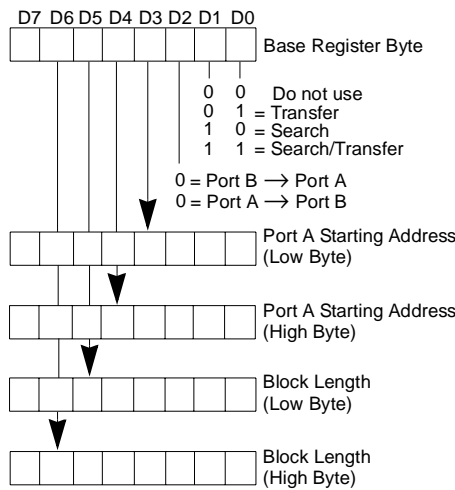 D7 D6 D5 D4 D3 D2 D1 D0
Base Register Byte
0 0 Do not use
0 1 = Transfer
1 0 = Search
1 1 = Search/Transfer
0 = Port B → Port A
0 = Port A → Port B
Port A Starting Address
(Low Byte)
Port A Starting Address
(High Byte)
Block Length
(Low Byte)
Block Length
(High Byte)